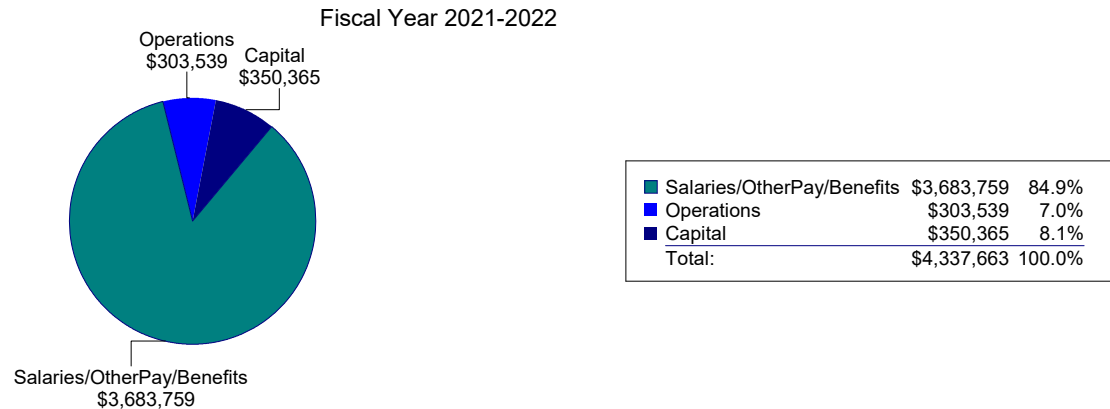 Fiscal Year 2021-2022
Operations
$303,539
Capital
$350,365
Salaries/OtherPay/Benefits
$3,683,759
Salaries/OtherPay/Benefits $3,683,759 84.9%
Operations $303,539 7.0%
Capital $350,365 8.1%
Total: $4,337,663 100.0%